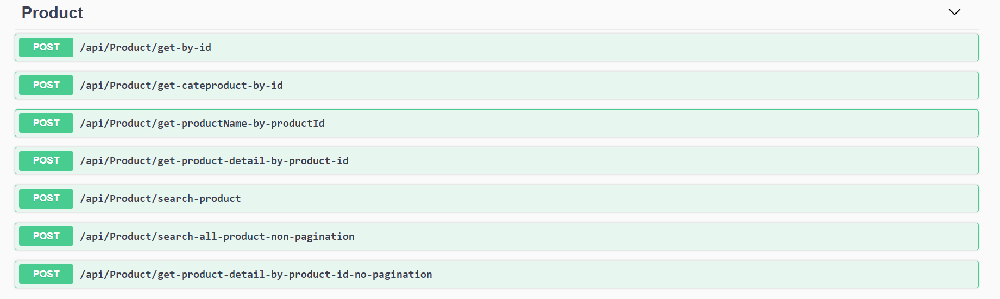 Product
POST /api/Product/get-by-id
POST /api/Product/get-cateproduct-by-id
POST /api/Product/get-productName-by-productId
POST /api/Product/get-product-detail-by-product-id
POST /api/Product/search-product
POST /api/Product/search-all-product-non-pagination
POST /api/Product/get-product-detail-by-product-id-no-pagination